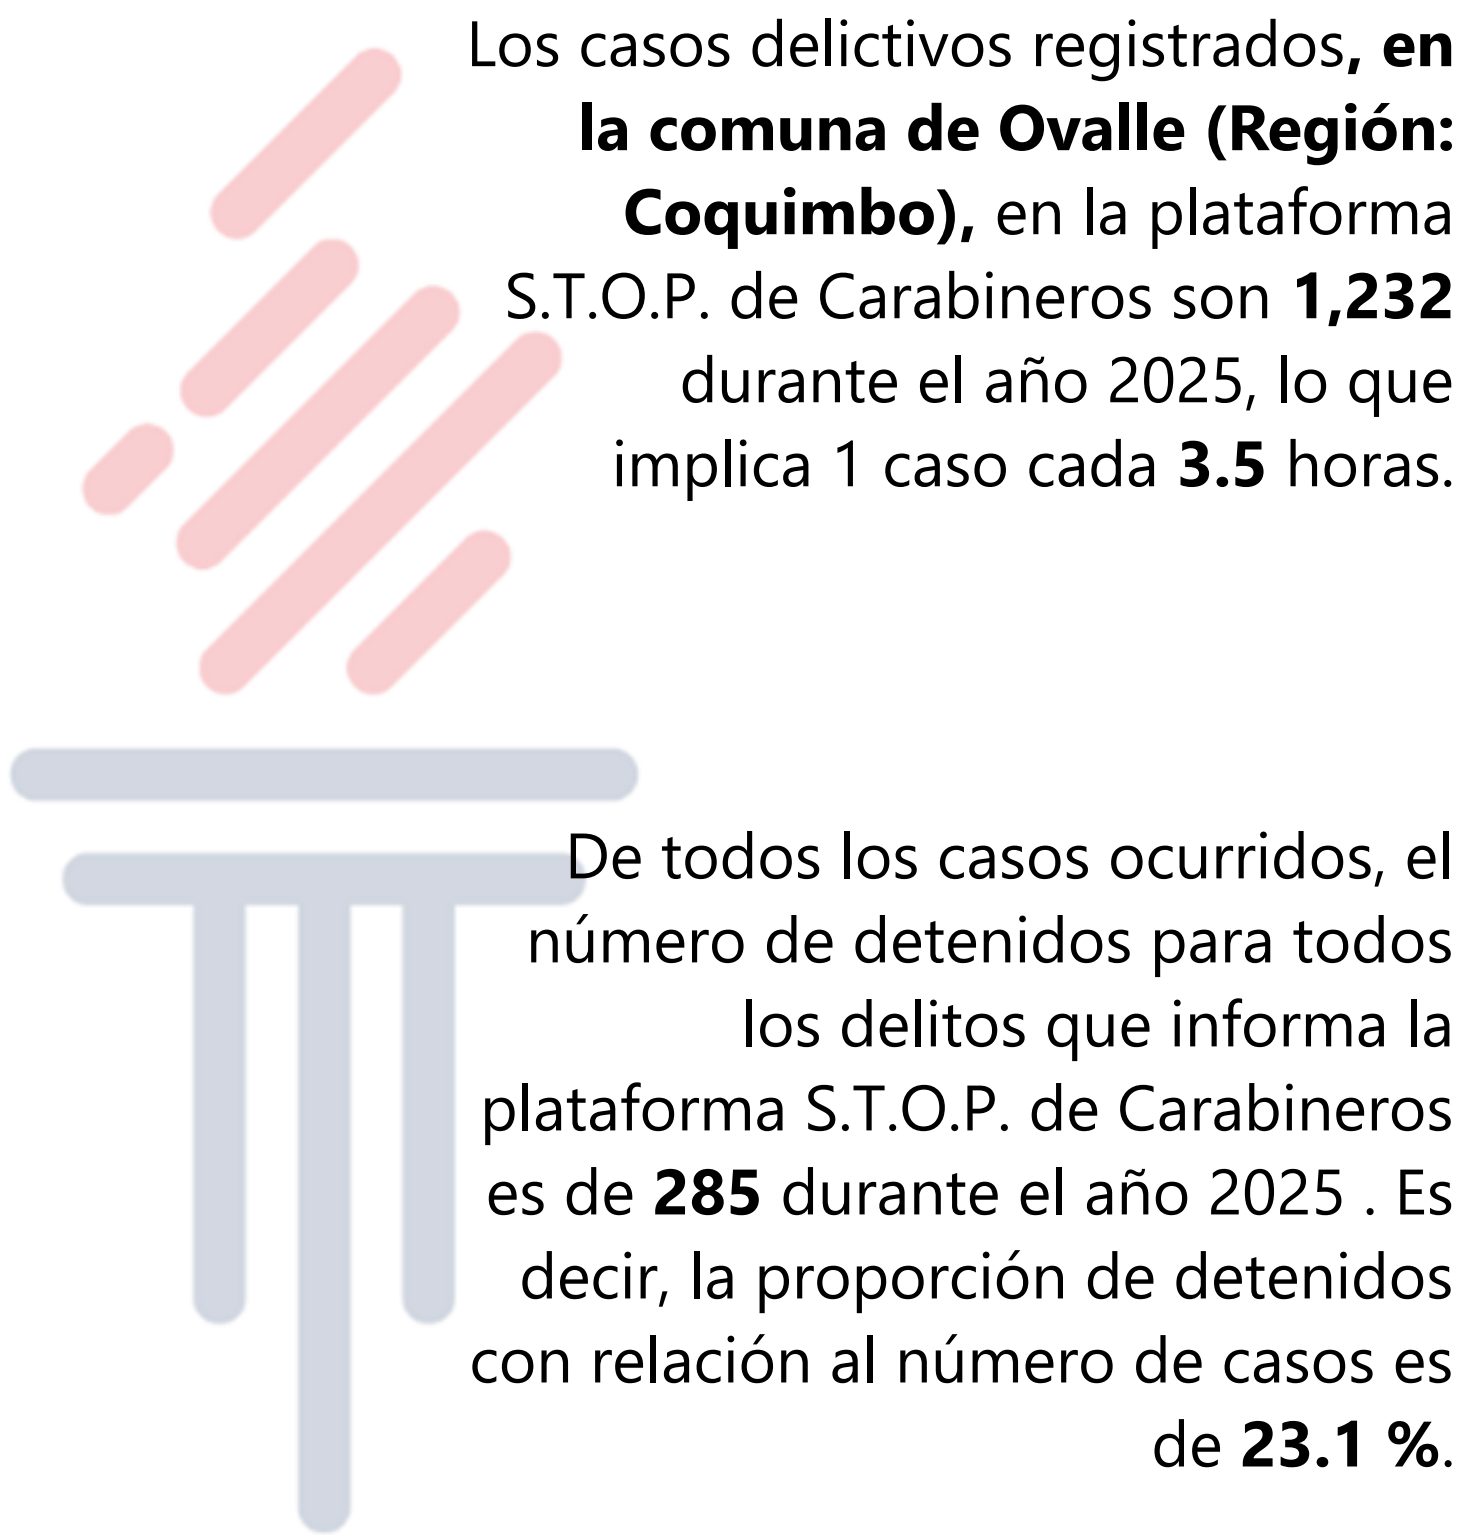 Los casos delictivos registrados, en
la comuna de Ovalle (Región:
Coquimbo), en la plataforma
S.T.O.P. de Carabineros son 1,232
durante el año 2025, lo que
implica 1 caso cada 3.5 horas.
De todos los casos ocurridos, el
número de detenidos para todos
los delitos que informa la
plataforma S.T.O.P. de Carabineros
es de 285 durante el año 2025 . Es
decir, la proporción de detenidos
con relación al número de casos es
de 23.1 %.